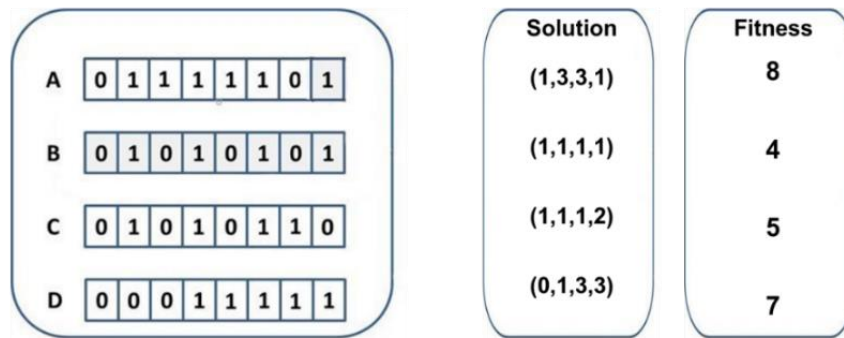 Solution Fitness
A 0 1 1 1 1 1 0 1 (1,3,3,1) 8
B 0 1 0 1 0 1 0 1 (1,1,1,1) 4
C 0 1 0 1 0 1 1 0 (1,1,1,2) 5
D 0 0 0 1 1 1 1 1 (0,1,3,3) 7